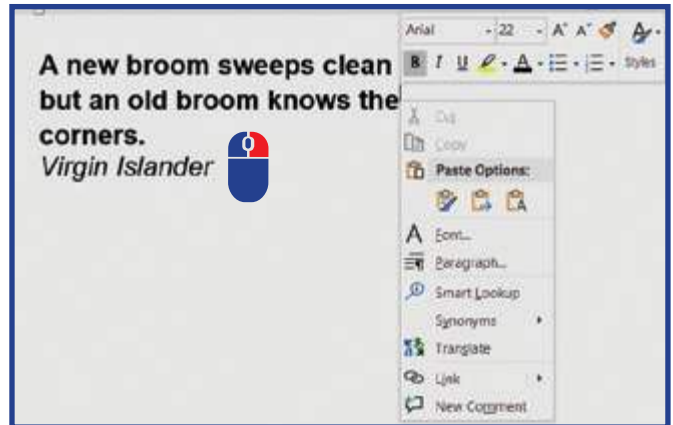 Arial 22 A˄ A˅
B I U A Styles
A new broom sweeps clean
but an old broom knows the
corners.
Virgin Islander
Cut
Copy
Paste Options:
Font...
Paragraph...
Smart Lookup
Synonyms
Translate
Link
New Comment